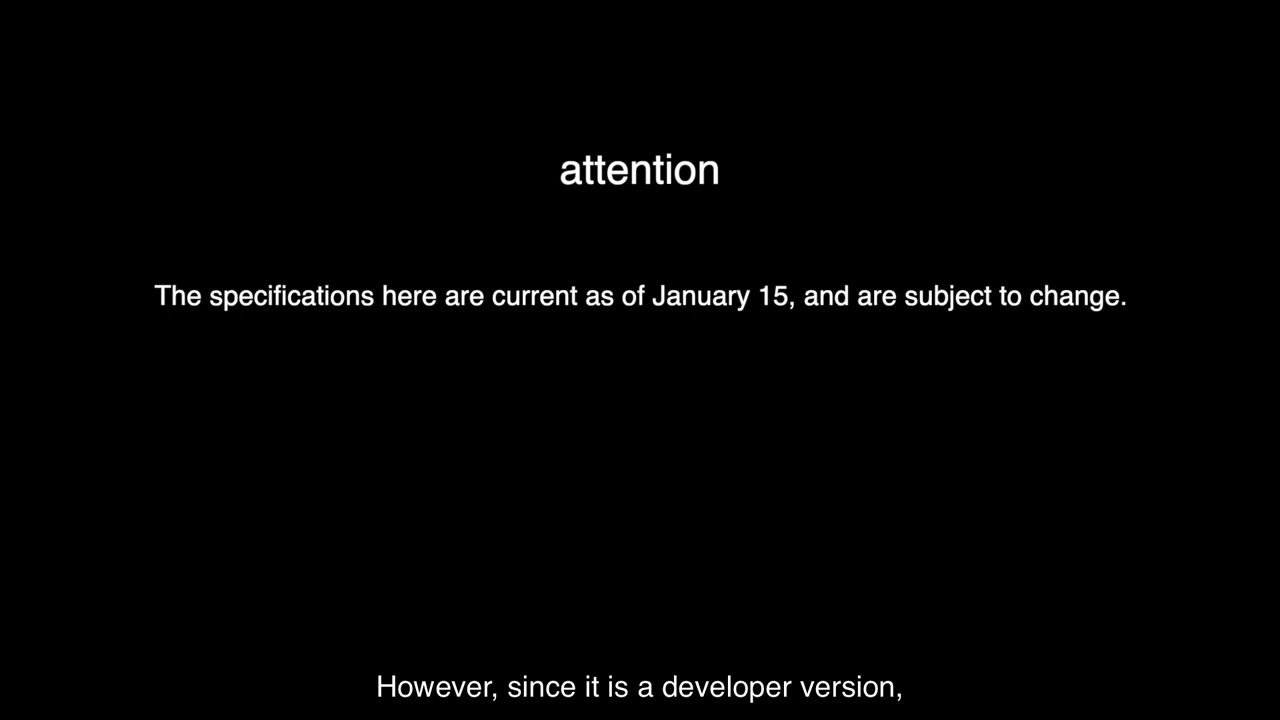 attention
The specifications here are current as of January 15, and are subject to change.
However, since it is a developer version,